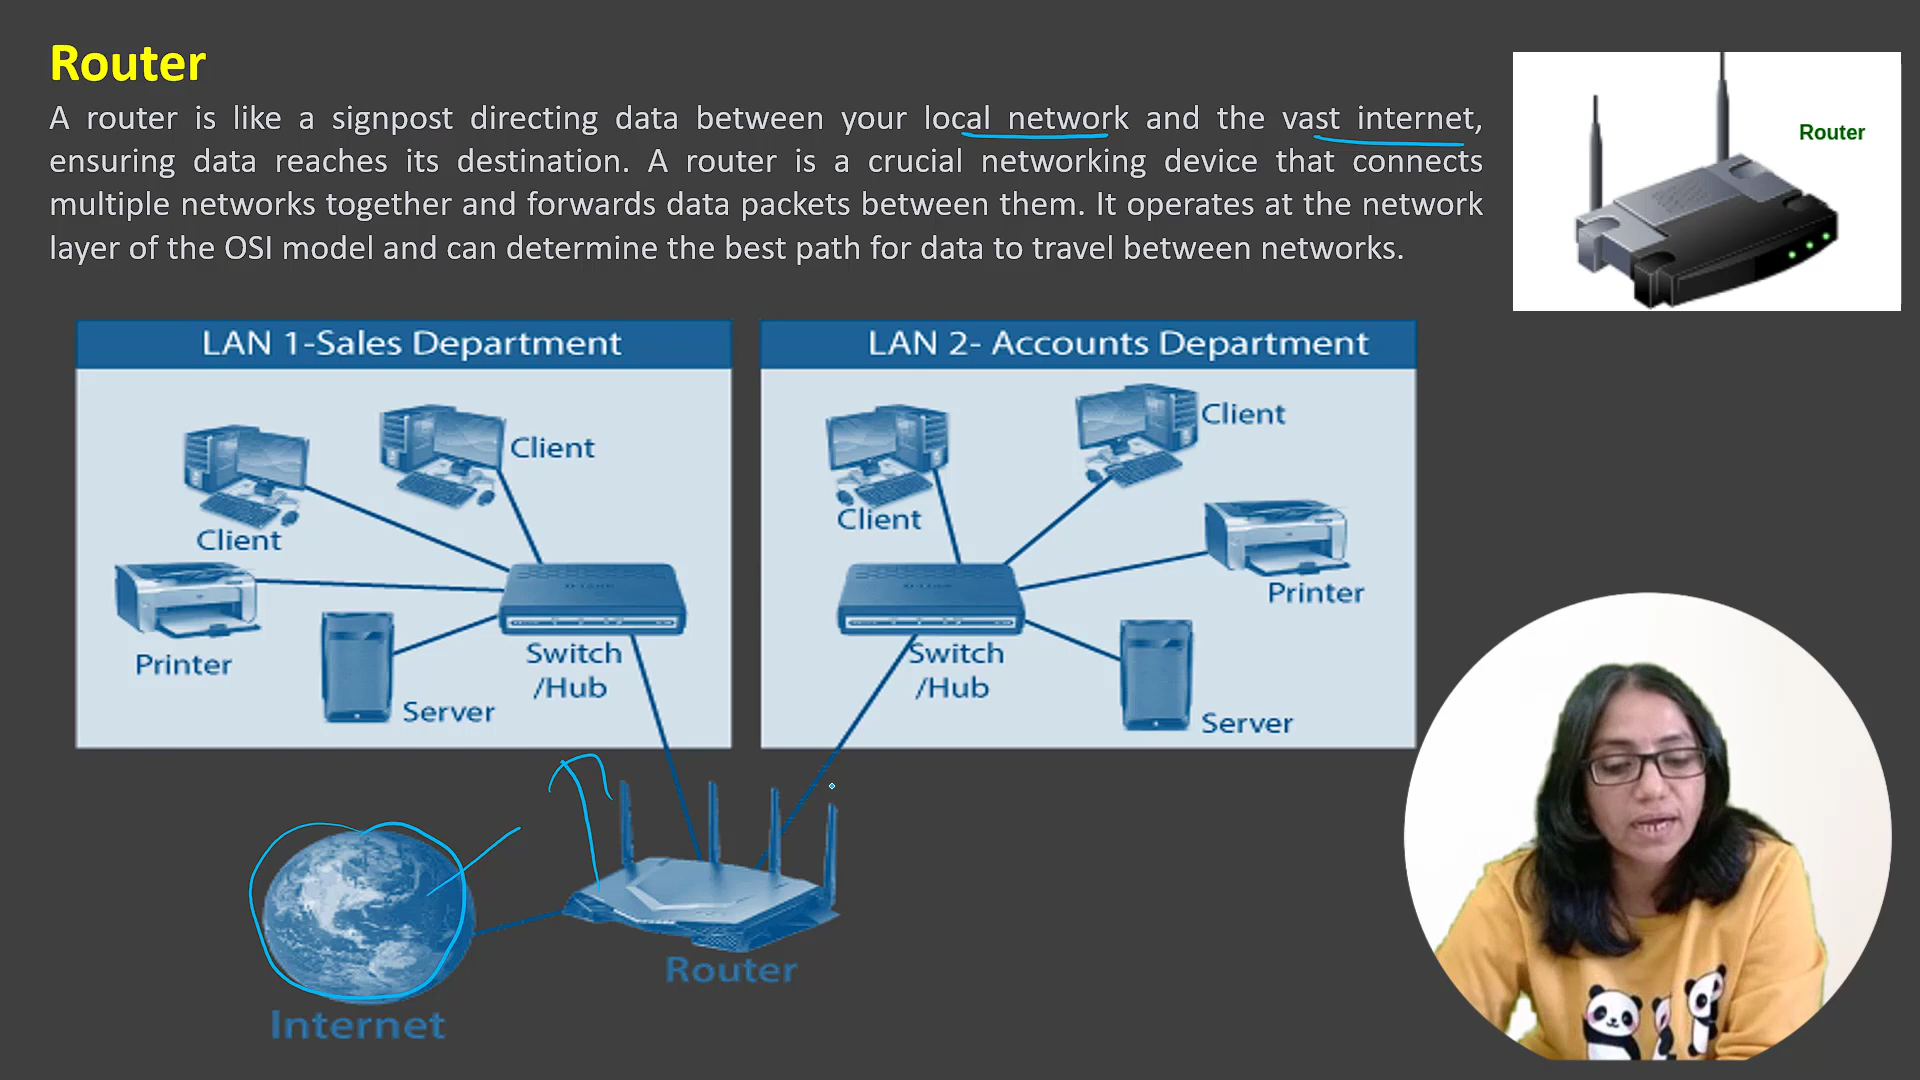 Router
A router is like a signpost directing data between your local network and the vast internet,
ensuring data reaches its destination. A router is a crucial networking device that connects
multiple networks together and forwards data packets between them. It operates at the network
layer of the OSI model and can determine the best path for data to travel between networks.
Router
LAN 1-Sales Department
Client
Client
Printer
Server
Switch
/Hub
LAN 2- Accounts Department
Client
Client
Printer
Switch
/Hub
Server
Router
Internet